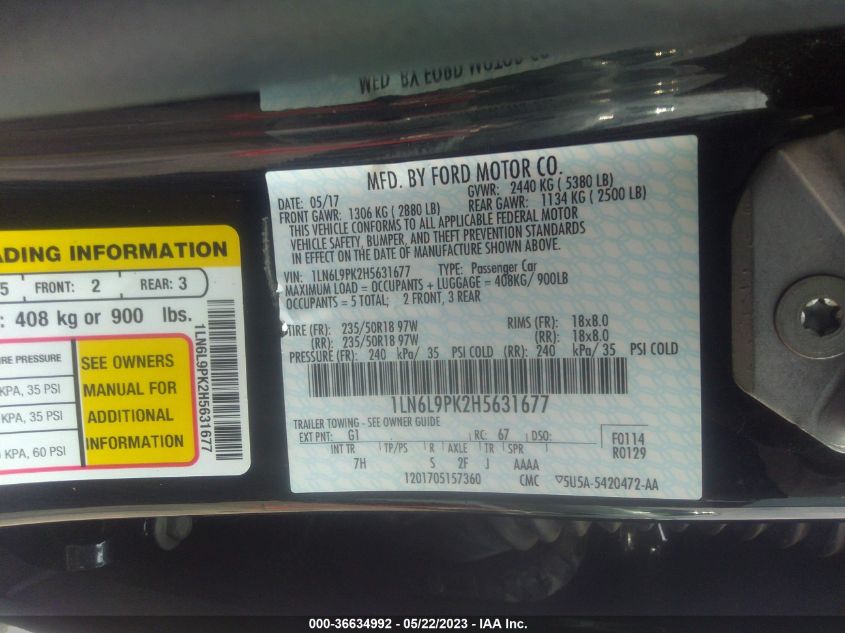 MFD. BY FORD MOTOR CO.
DATE: 05/17 GVWR: 2440 KG ( 5380 LB)
FRONT GAWR: 1306 KG ( 2880 LB) REAR GAWR: 1134 KG ( 2500 LB)
THIS VEHICLE CONFORMS TO ALL APPLICABLE FEDERAL MOTOR
VEHICLE SAFETY, BUMPER, AND THEFT PREVENTION STANDARDS
IN EFFECT ON THE DATE OF MANUFACTURE SHOWN ABOVE.
VIN: 1LN6L9PK2H5631677 TYPE: Passenger Car
MAXIMUM LOAD = OCCUPANTS + LUGGAGE = 408KG/ 900LB
OCCUPANTS = 5 TOTAL; 2 FRONT, 3 REAR
TIRE (FR): 235/50R18 97W RIMS (FR): 18x8.0
(RR): 235/50R18 97W (RR): 18x8.0
PRESSURE (FR): 240 kPa/ 35 PSI COLD (RR): 240 kPa/ 35 PSI COLD
1LN6L9PK2H5631677
TRAILER TOWING - SEE OWNER GUIDE
EXT PNT: G1 RC: 67 DSO: F0114
R0129
INT TR TP/PS R AXLE TR SPR
7H S 2F J AAAA
1201705157360 CMC ▽5U5A-5420472-AA
ADING INFORMATION
5 FRONT: 2 REAR: 3
: 408 kg or 900 lbs.
IRE PRESSURE
KPA, 35 PSI
KPA, 35 PSI
KPA, 60 PSI
SEE OWNERS
MANUAL FOR
ADDITIONAL
INFORMATION
1LN6L9PK2H5631677
000-36634992 - 05/22/2023 - IAA Inc.